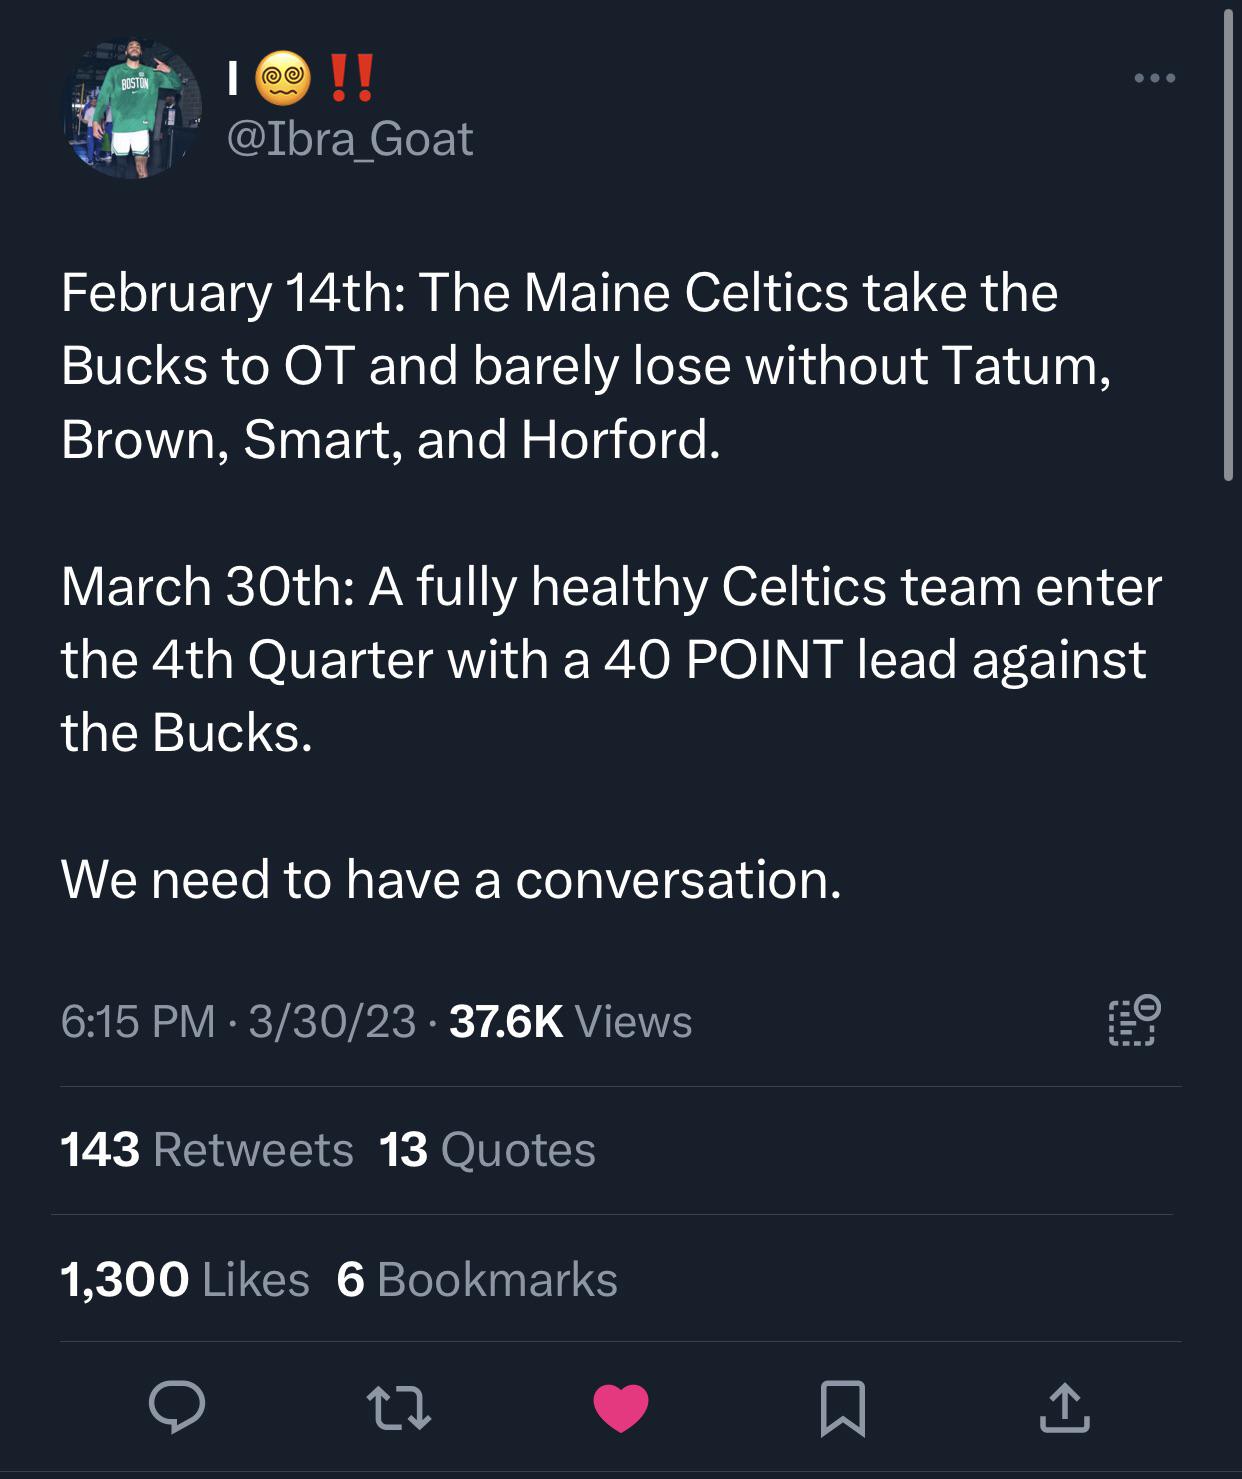 BOSTON
I 😵‍💫 ‼️
@Ibra_Goat
February 14th: The Maine Celtics take the
Bucks to OT and barely lose without Tatum,
Brown, Smart, and Horford.
March 30th: A fully healthy Celtics team enter
the 4th Quarter with a 40 POINT lead against
the Bucks.
We need to have a conversation.
6:15 PM · 3/30/23 · 37.6K Views
143 Retweets 13 Quotes
1,300 Likes 6 Bookmarks